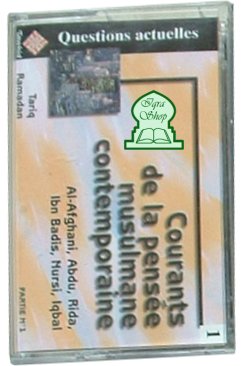 Questions actuelles
Iqra
Shop
1
Courants
de la pensée
musulmane
contemporaine
Al-Afghani, Abdu, Rida,
Ibn Badis, Nursi, Iqbal
PARTIE N°1
Tariq
Ramadan